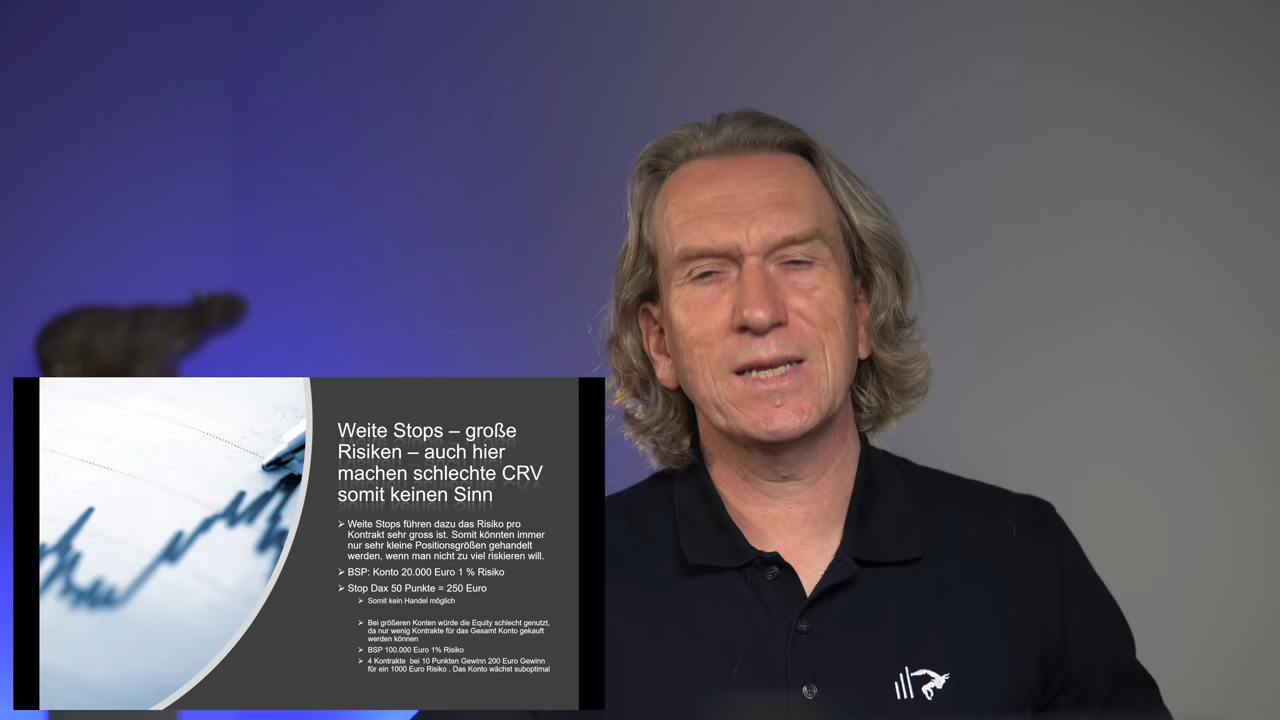 Weite Stops – große
Risiken – auch hier
machen schlechte CRV
somit keinen Sinn
Weite Stops führen dazu das Risiko pro
Kontrakt sehr gross ist. Somit könnten immer
nur sehr kleine Positionsgrößen gehandelt
werden, wenn man nicht zu viel riskieren will.
BSP: Konto 20.000 Euro 1 % Risiko
Stop Dax 50 Punkte = 250 Euro
Somit kein Handel möglich
Bei größeren Konten würde die Equity schlecht genutzt,
da nur wenig Kontrakte für das Gesamt Konto gekauft
werden können
BSP 100.000 Euro 1% Risiko
4 Kontrakte bei 10 Punkten Gewinn 200 Euro Gewinn
für ein 1000 Euro Risiko . Das Konto wächst suboptimal